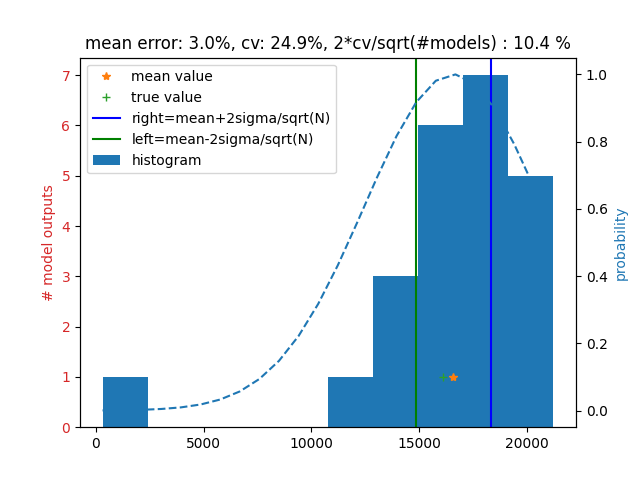 mean error: 3.0%, cv: 24.9%, 2*cv/sqrt(#models) : 10.4 %
mean value
true value
right=mean+2sigma/sqrt(N)
left=mean-2sigma/sqrt(N)
histogram
# model outputs
7
6
5
4
3
2
1
0
0
5000
10000
15000
20000
1.0
0.8
0.6
0.4
0.2
0.0
probability